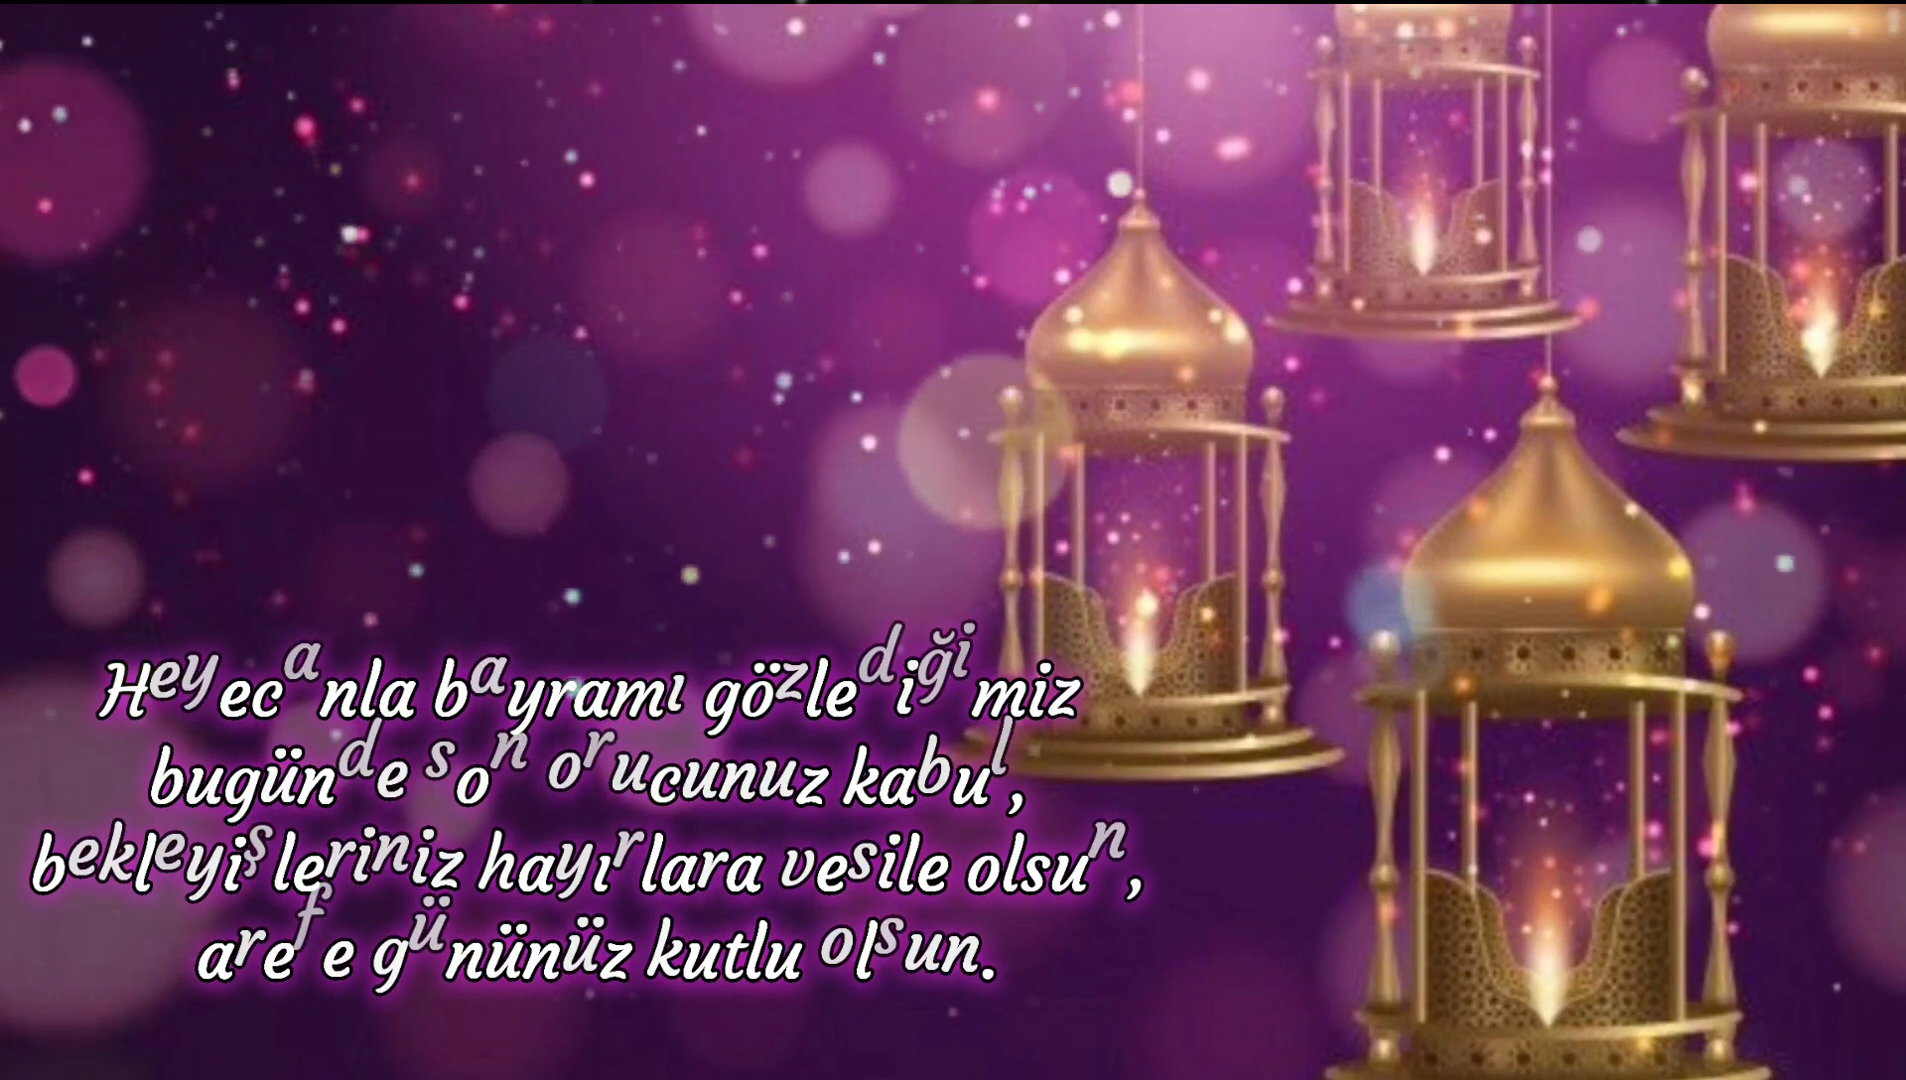 Heyecanla bayramı gözlediğimiz
bugünde son orucunuz kabul,
bekleyişleriniz hayırlara vesile olsun,
arefe gününüz kutlu olsun.